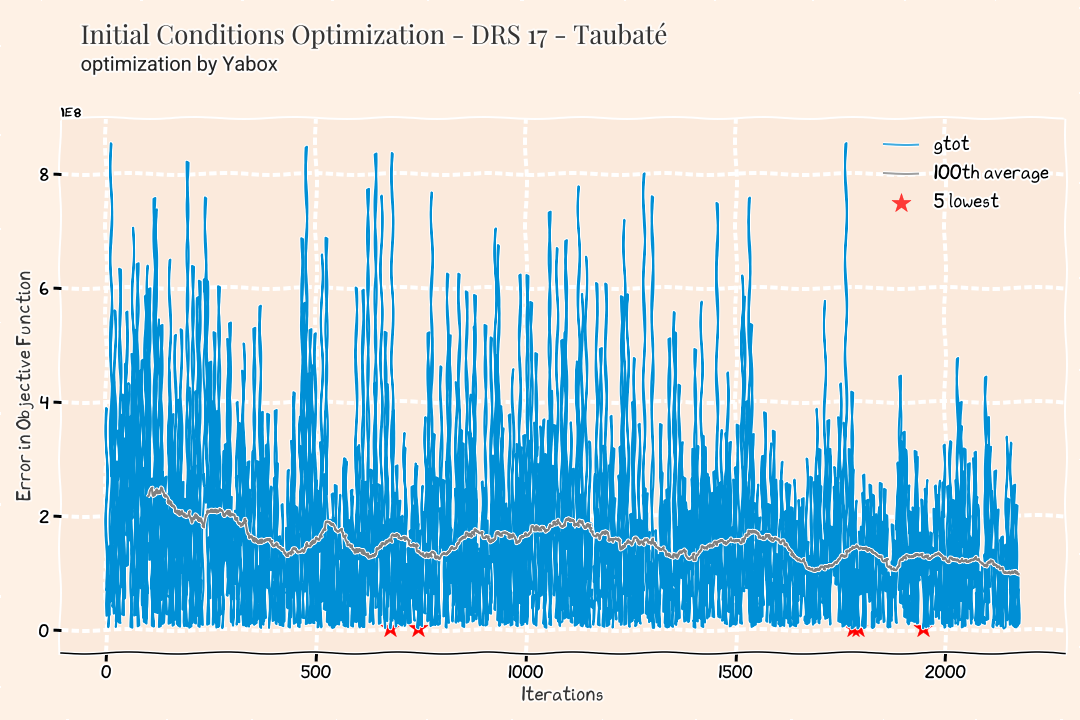 Initial Conditions Optimization - DRS 17 - Taubaté
optimization by Yabox
1E8
gtot
100th average
5 lowest
8
6
4
2
0
Error in Objective Function
0 500 1000 1500 2000
Iterations